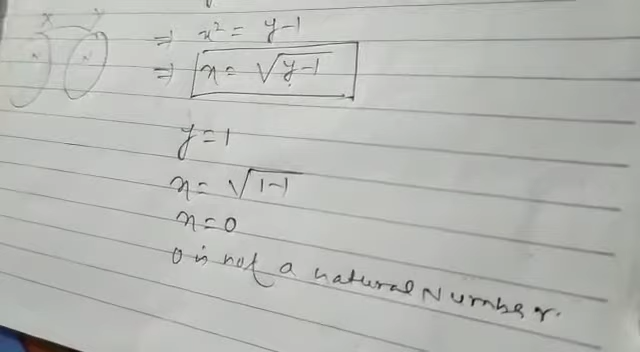 x y
⇒ x² = y-1
⇒ x = √y-1
y=1
x = √1-1
x=0
0 is not a natural Number.